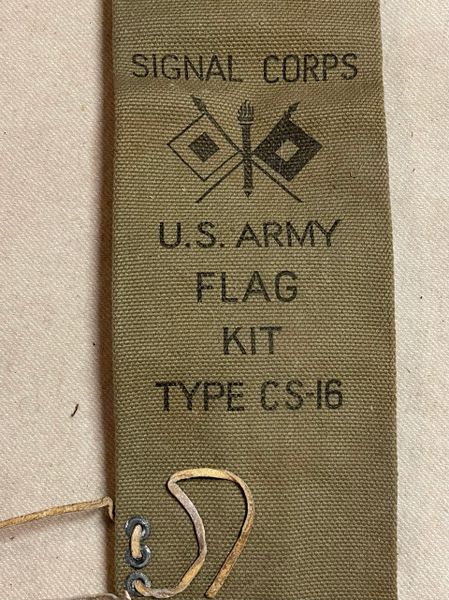 SIGNAL CORPS
U.S. ARMY
FLAG
KIT
TYPE CS-16